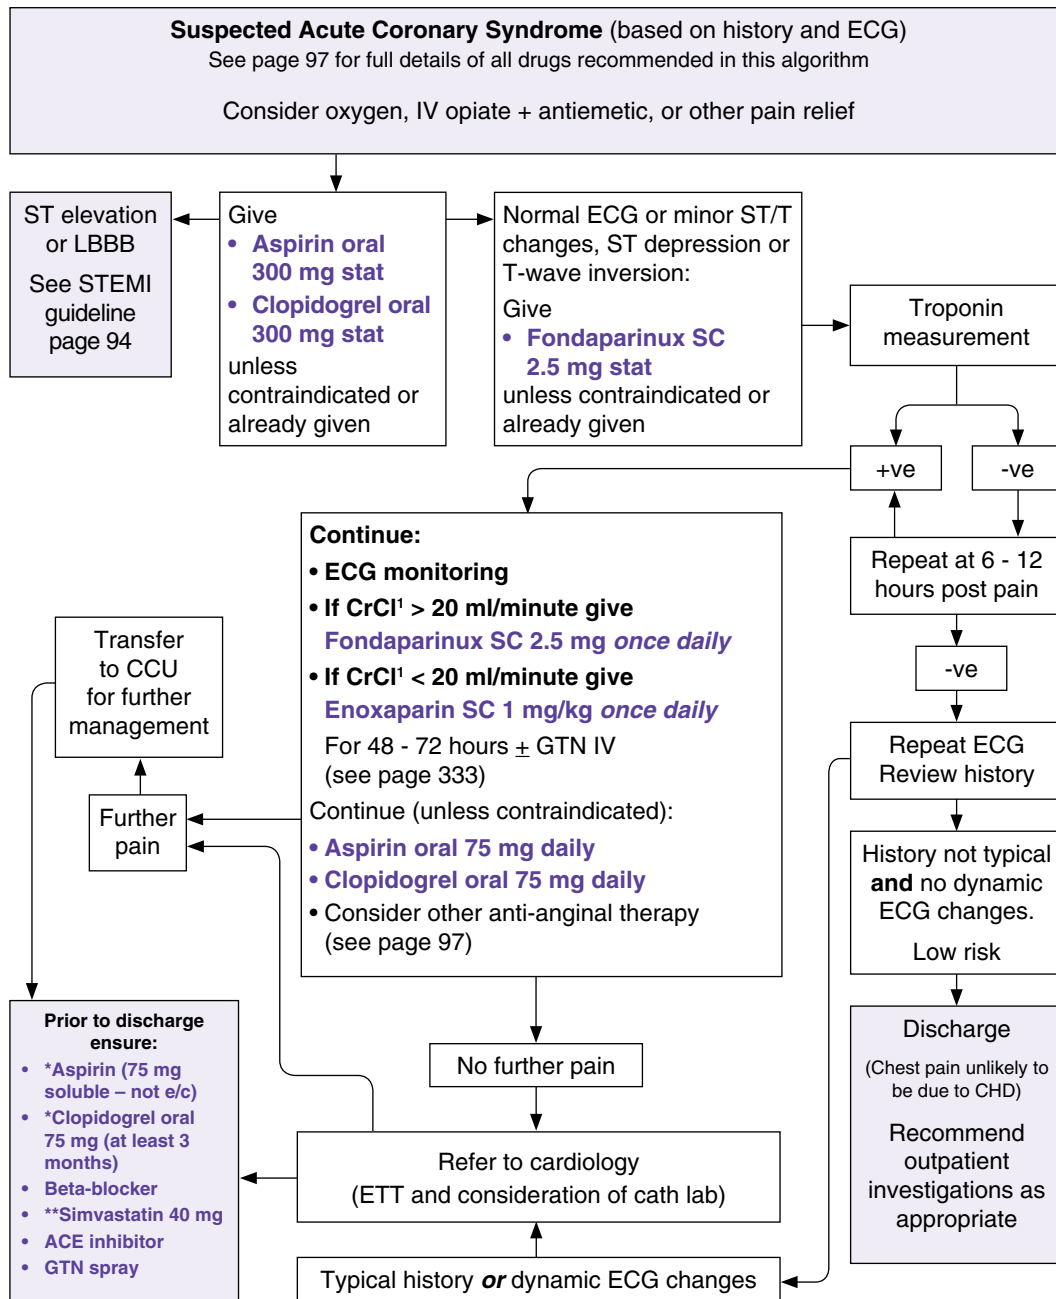 Suspected Acute Coronary Syndrome (based on history and ECG)
See page 97 for full details of all drugs recommended in this algorithm
Consider oxygen, IV opiate + antiemetic, or other pain relief
ST elevation
or LBBB
See STEMI
guideline
page 94
Give
• Aspirin oral
300 mg stat
• Clopidogrel oral
300 mg stat
unless
contraindicated or
already given
Normal ECG or minor ST/T
changes, ST depression or
T-wave inversion:
Give
• Fondaparinux SC
2.5 mg stat
unless contraindicated or
already given
Troponin
measurement
+ve
-ve
Repeat at 6 - 12
hours post pain
-ve
Repeat ECG
Review history
History not typical
and no dynamic
ECG changes.
Low risk
Discharge
(Chest pain unlikely to
be due to CHD)
Recommend
outpatient
investigations as
appropriate
Continue:
• ECG monitoring
• If CrCl¹ > 20 ml/minute give
Fondaparinux SC 2.5 mg once daily
• If CrCl¹ < 20 ml/minute give
Enoxaparin SC 1 mg/kg once daily
For 48 - 72 hours ± GTN IV
(see page 333)
Continue (unless contraindicated):
• Aspirin oral 75 mg daily
• Clopidogrel oral 75 mg daily
• Consider other anti-anginal therapy
(see page 97)
Transfer
to CCU
for further
management
Further
pain
No further pain
Refer to cardiology
(ETT and consideration of cath lab)
Typical history or dynamic ECG changes
Prior to discharge
ensure:
• *Aspirin (75 mg
soluble – not e/c)
• *Clopidogrel oral
75 mg (at least 3
months)
• Beta-blocker
• **Simvastatin 40 mg
• ACE inhibitor
• GTN spray